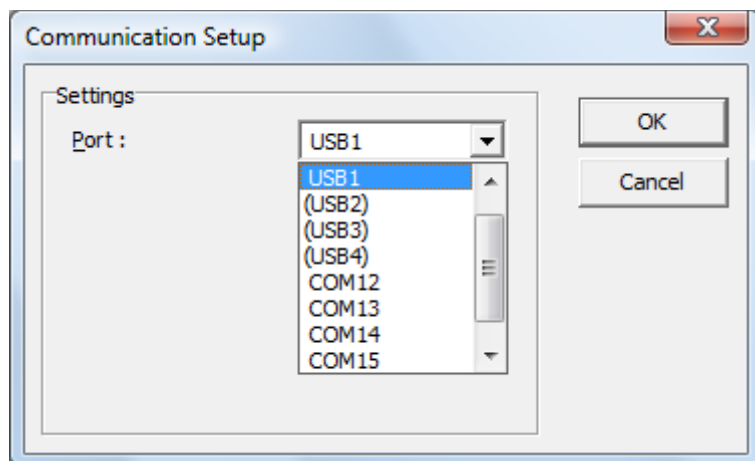 Communication Setup
Settings
Port :
USB1
USB1
(USB2)
(USB3)
(USB4)
COM12
COM13
COM14
COM15
OK
Cancel